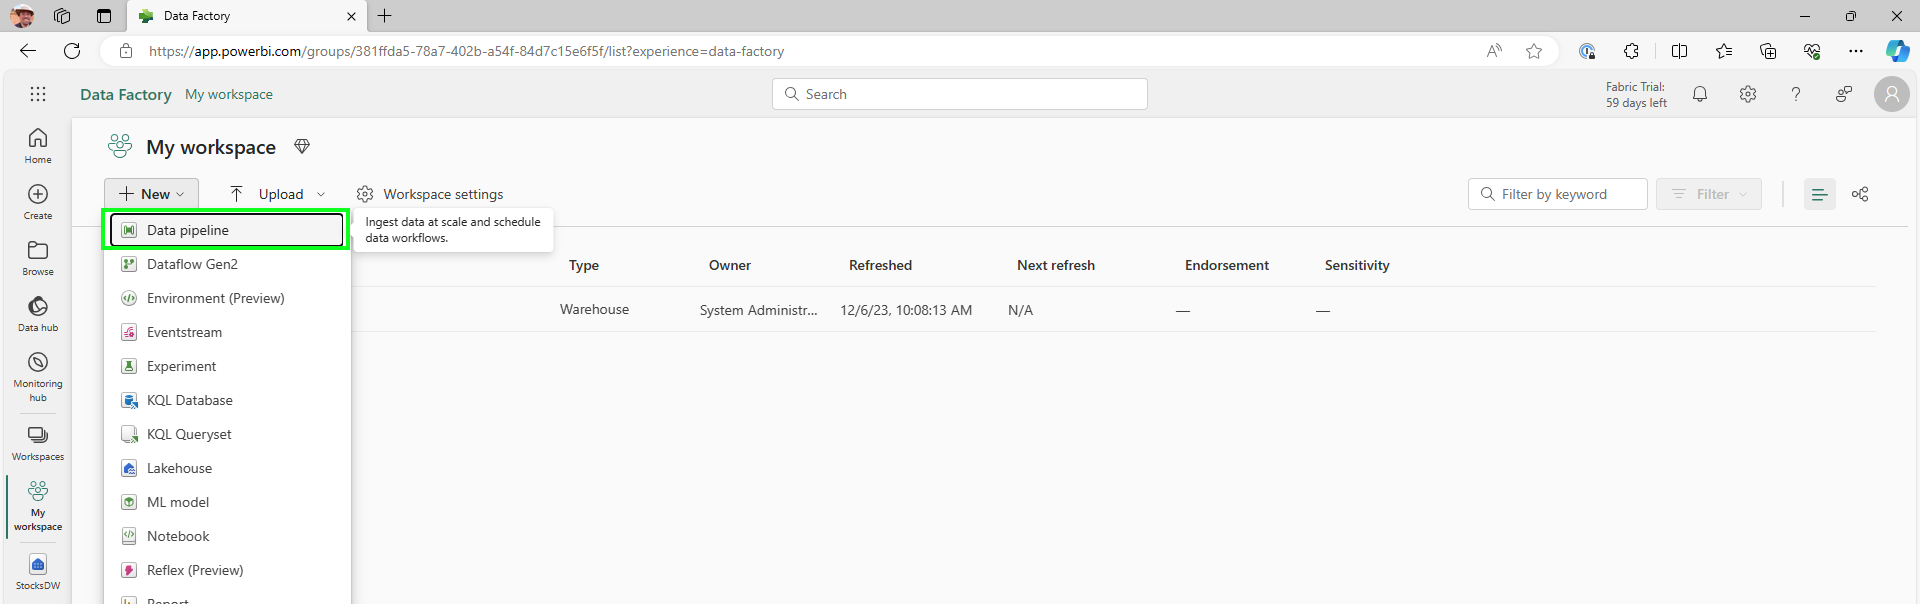 Data Factory
https://app.powerbi.com/groups/381ffda5-78a7-402b-a54f-84d7c15e6f5f/list?experience=data-factory
Data Factory My workspace
Search
Fabric Trial:
59 days left
Home
Create
Browse
Data hub
Monitoring
hub
Workspaces
My
workspace
StocksDW
My workspace
New
Upload
Workspace settings
Filter by keyword
Filter
Data pipeline
Ingest data at scale and schedule
data workflows.
Dataflow Gen2
Environment (Preview)
Eventstream
Experiment
KQL Database
KQL Queryset
Lakehouse
ML model
Notebook
Reflex (Preview)
Report
Type Owner Refreshed Next refresh Endorsement Sensitivity
Warehouse System Administr... 12/6/23, 10:08:13 AM N/A — —